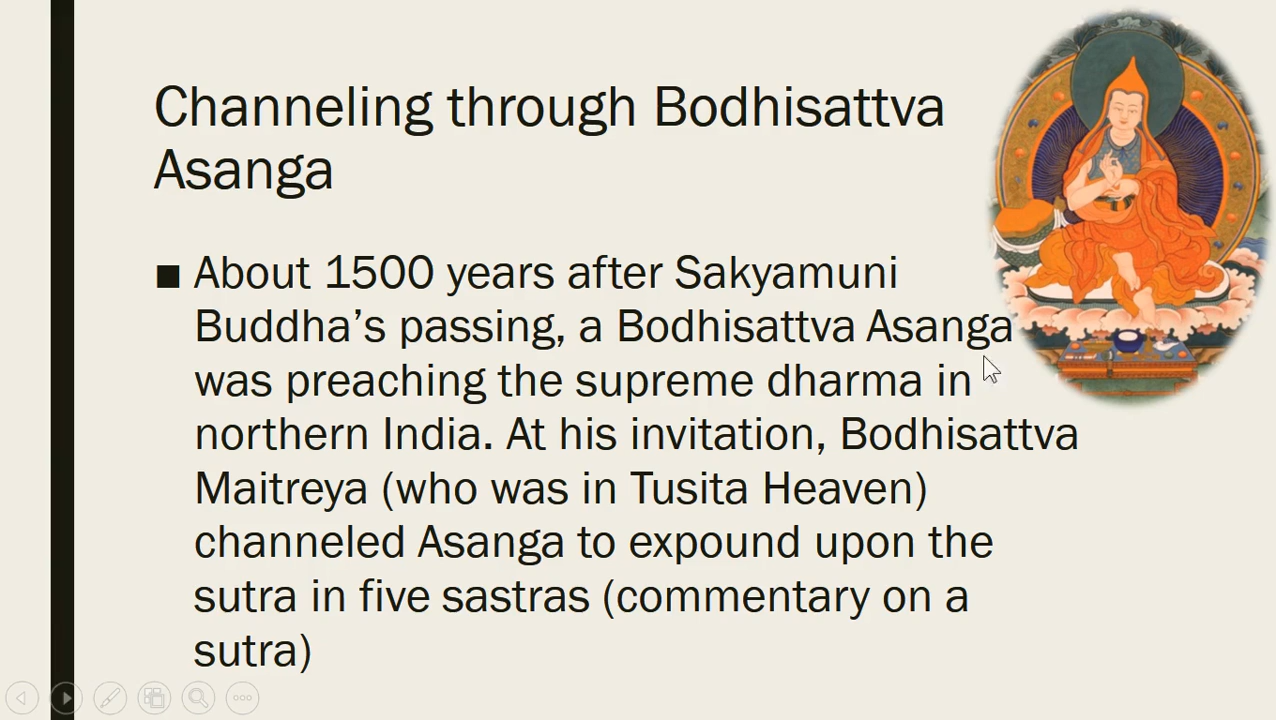 Channeling through Bodhisattva
Asanga
■ About 1500 years after Sakyamuni
Buddha’s passing, a Bodhisattva Asanga
was preaching the supreme dharma in
northern India. At his invitation, Bodhisattva
Maitreya (who was in Tusita Heaven)
channeled Asanga to expound upon the
sutra in five sastras (commentary on a
sutra)